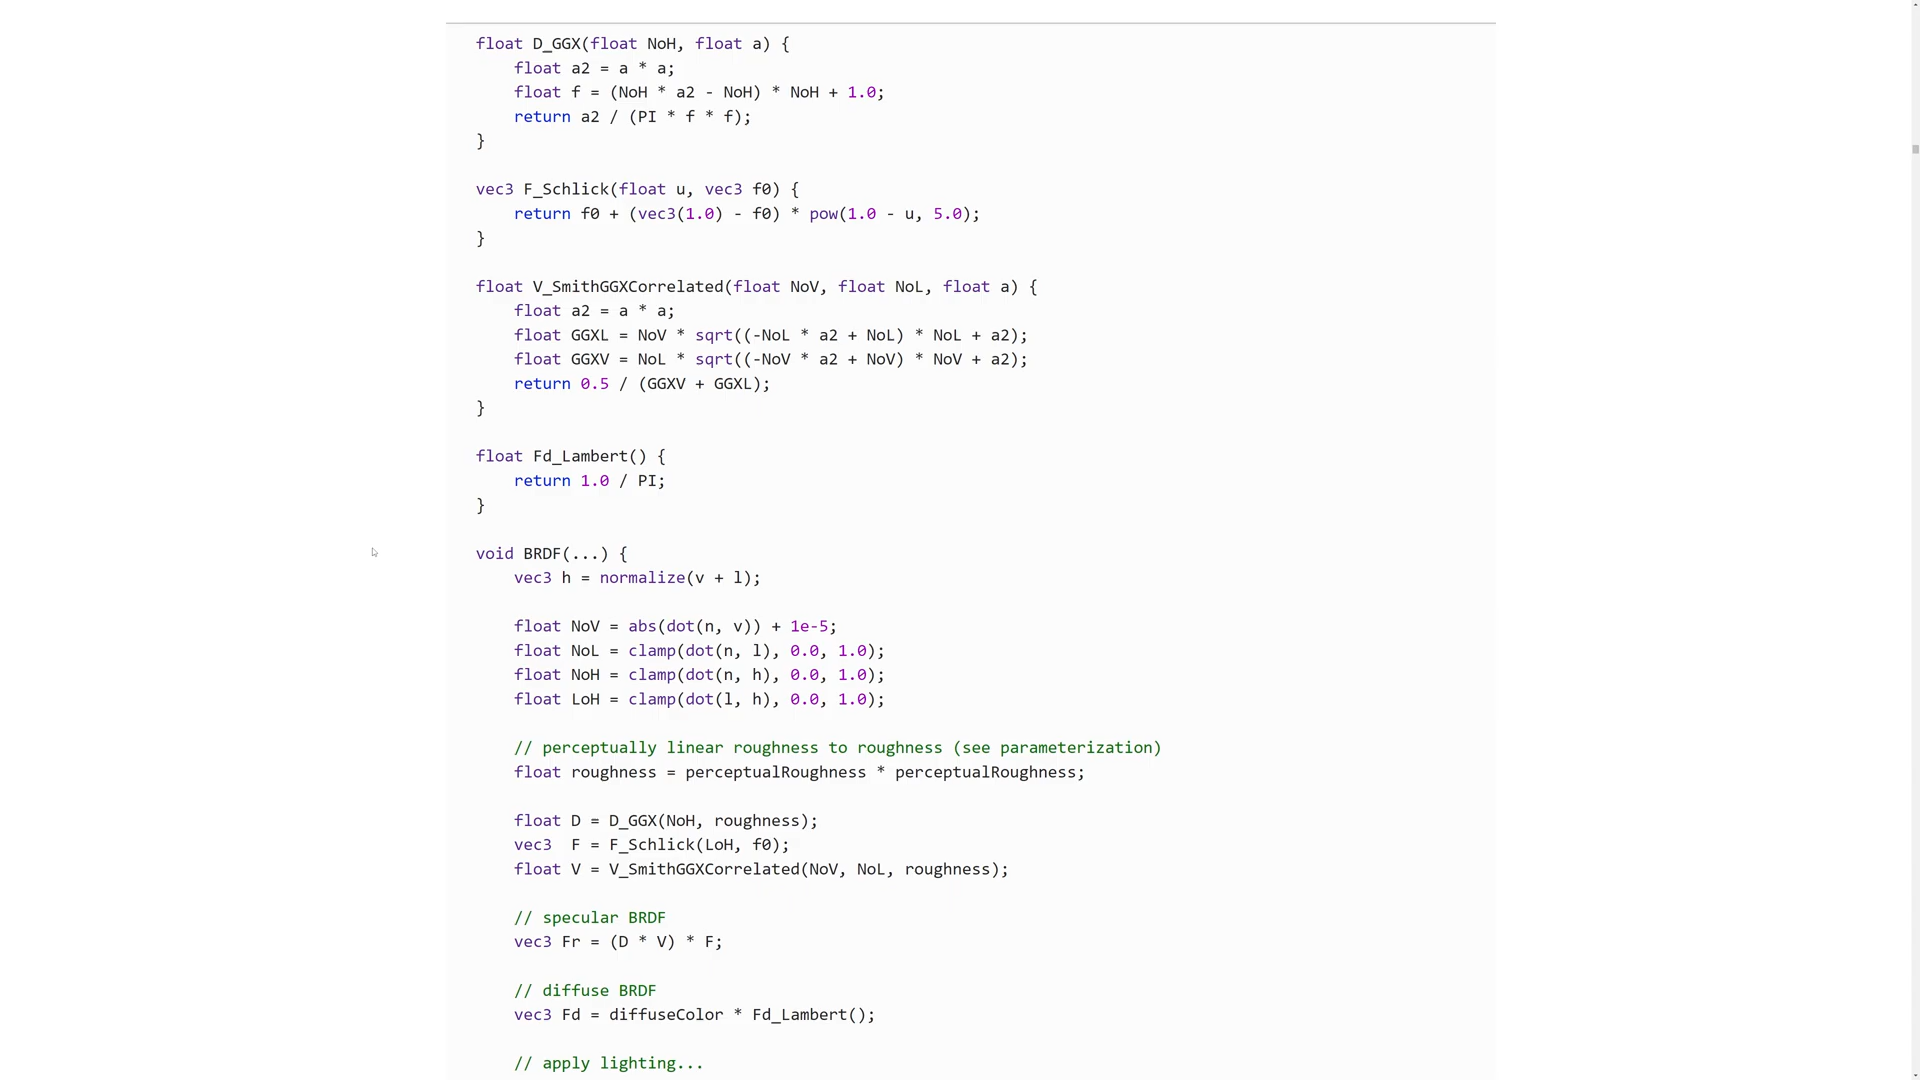 float D_GGX(float NoH, float a) {
    float a2 = a * a;
    float f = (NoH * a2 - NoH) * NoH + 1.0;
    return a2 / (PI * f * f);
}

vec3 F_Schlick(float u, vec3 f0) {
    return f0 + (vec3(1.0) - f0) * pow(1.0 - u, 5.0);
}

float V_SmithGGXCorrelated(float NoV, float NoL, float a) {
    float a2 = a * a;
    float GGXL = NoV * sqrt((-NoL * a2 + NoL) * NoL + a2);
    float GGXV = NoL * sqrt((-NoV * a2 + NoV) * NoV + a2);
    return 0.5 / (GGXV + GGXL);
}

float Fd_Lambert() {
    return 1.0 / PI;
}

void BRDF(...) {
    vec3 h = normalize(v + l);

    float NoV = abs(dot(n, v)) + 1e-5;
    float NoL = clamp(dot(n, l), 0.0, 1.0);
    float NoH = clamp(dot(n, h), 0.0, 1.0);
    float LoH = clamp(dot(l, h), 0.0, 1.0);

    // perceptually linear roughness to roughness (see parameterization)
    float roughness = perceptualRoughness * perceptualRoughness;

    float D = D_GGX(NoH, roughness);
    vec3  F = F_Schlick(LoH, f0);
    float V = V_SmithGGXCorrelated(NoV, NoL, roughness);

    // specular BRDF
    vec3 Fr = (D * V) * F;

    // diffuse BRDF
    vec3 Fd = diffuseColor * Fd_Lambert();

    // apply lighting...